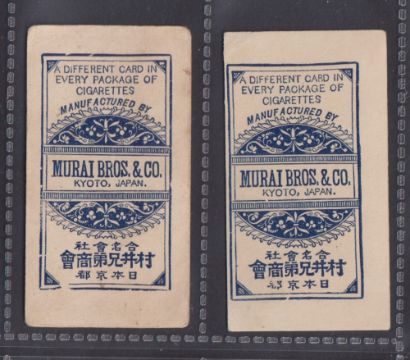 A DIFFERENT CARD IN
EVERY PACKAGE OF
CIGARETTES
MANUFACTURED BY
MURAI BROS. & CO.
KYOTO, JAPAN.
合名會社
村井兄弟商會
日本京都
A DIFFERENT CARD IN
EVERY PACKAGE OF
CIGARETTES
MANUFACTURED BY
MURAI BROS. & CO.
KYOTO, JAPAN.
合名會社
村井兄弟商會
日本京都